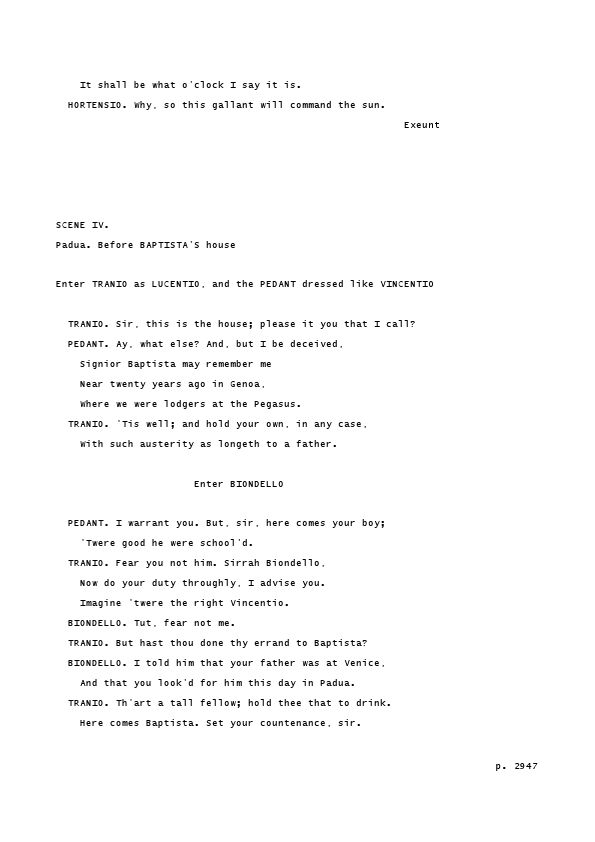 It shall be what o'clock I say it is.
HORTENSIO. Why, so this gallant will command the sun.
Exeunt
SCENE IV.
Padua. Before BAPTISTA'S house
Enter TRANIO as LUCENTIO, and the PEDANT dressed like VINCENTIO
TRANIO. Sir, this is the house; please it you that I call?
PEDANT. Ay, what else? And, but I be deceived,
Signior Baptista may remember me
Near twenty years ago in Genoa,
Where we were lodgers at the Pegasus.
TRANIO. 'Tis well; and hold your own, in any case,
With such austerity as longeth to a father.
Enter BIONDELLO
PEDANT. I warrant you. But, sir, here comes your boy;
'Twere good he were school'd.
TRANIO. Fear you not him. Sirrah Biondello,
Now do your duty throughly, I advise you.
Imagine 'twere the right Vincentio.
BIONDELLO. Tut, fear not me.
TRANIO. But hast thou done thy errand to Baptista?
BIONDELLO. I told him that your father was at Venice,
And that you look'd for him this day in Padua.
TRANIO. Th'art a tall fellow; hold thee that to drink.
Here comes Baptista. Set your countenance, sir.
p. 2947